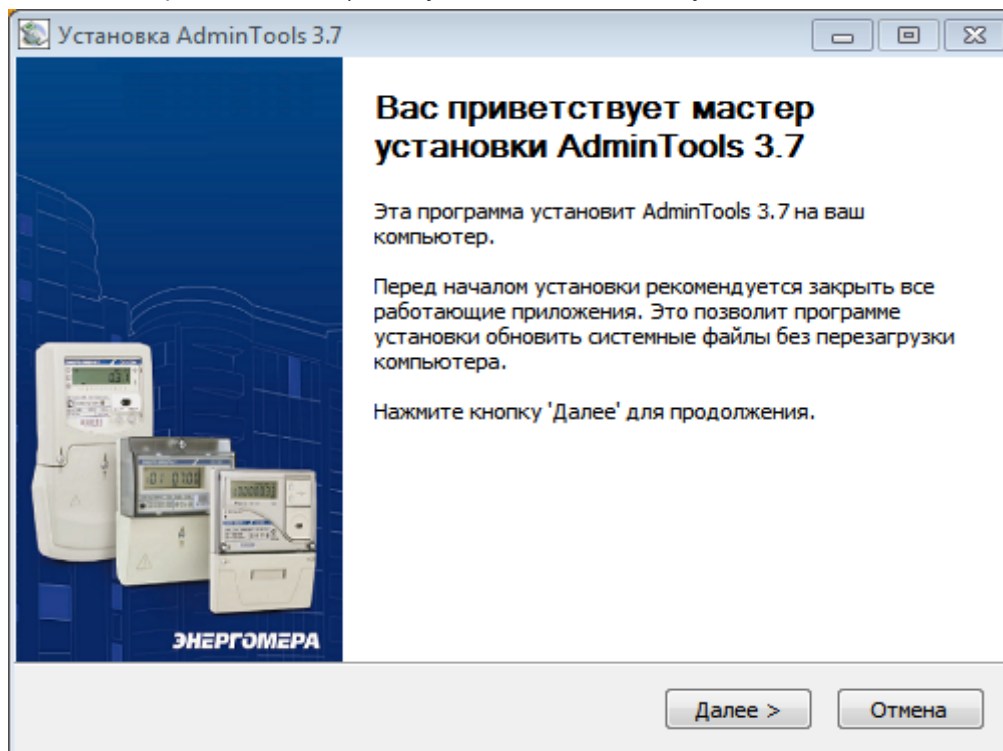 Установка AdminTools 3.7
Вас приветствует мастер
установки AdminTools 3.7
Эта программа установит AdminTools 3.7 на ваш
компьютер.
Перед началом установки рекомендуется закрыть все
работающие приложения. Это позволит программе
установки обновить системные файлы без перезагрузки
компьютера.
Нажмите кнопку 'Далее' для продолжения.
ЭНЕРГОМЕРА
Далее >
Отмена